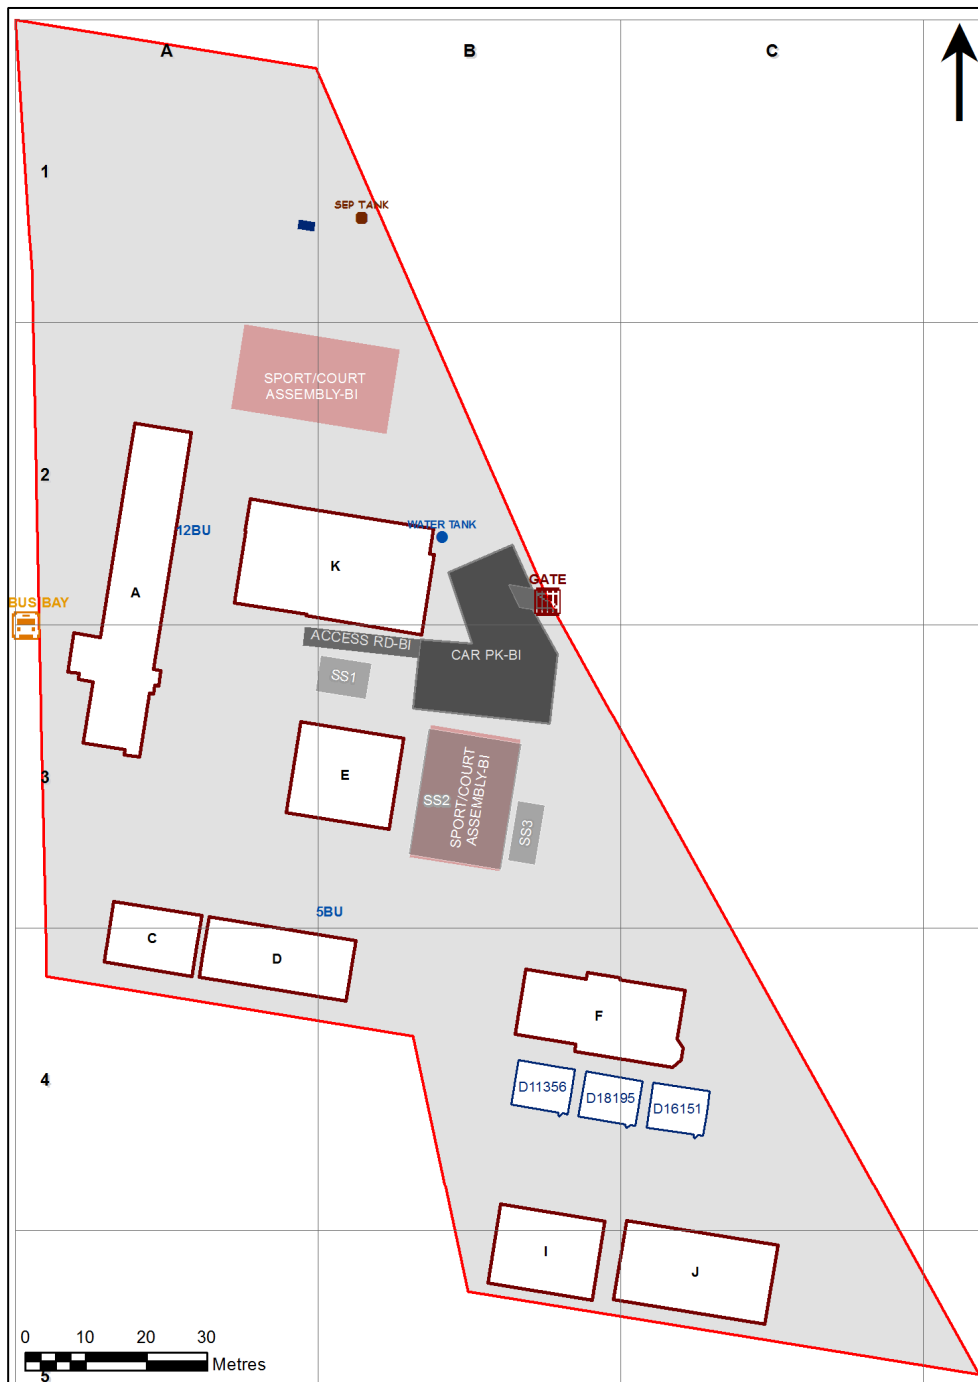 A
B
C
1
SEP TANK
SPORT/COURT
ASSEMBLY-BI
2
12BU
WATER TANK
K
GATE
A
BUS BAY
ACCESS RD-BI
CAR PK-BI
SS1
3
E
SS2
SPORT/COURT
ASSEMBLY-BI
SS3
5BU
C
D
F
4
D11356
D18195
D16151
I
J
0
10
20
30
Metres
5